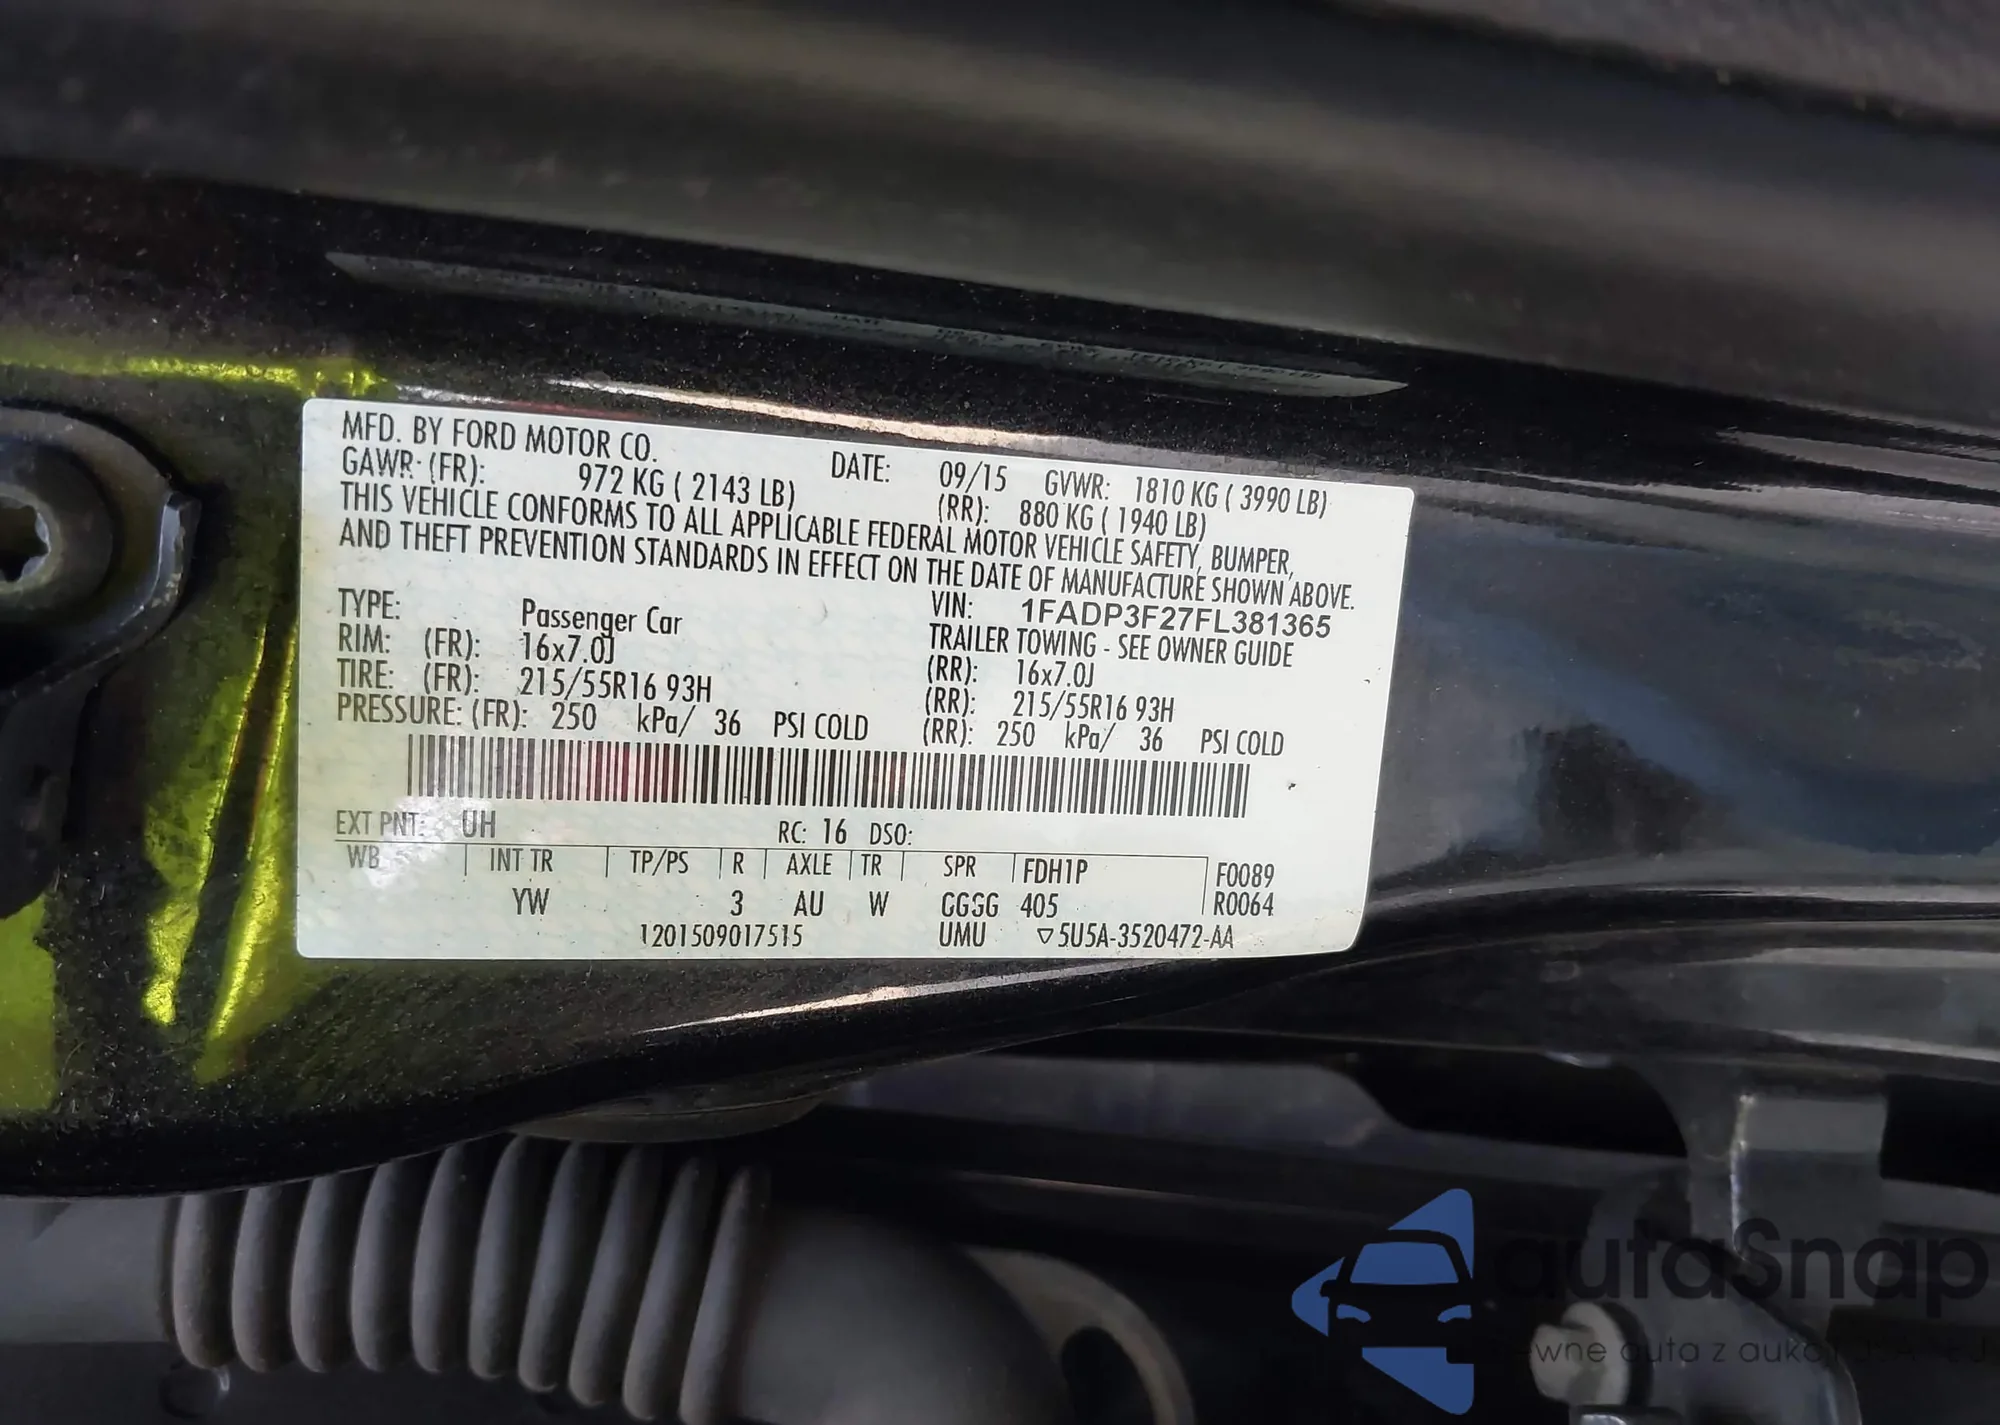 MFD. BY FORD MOTOR CO. DATE: 09/15 GVWR: 1810 KG ( 3990 LB)
GAWR: (FR): 972 KG ( 2143 LB) (RR): 880 KG ( 1940 LB)
THIS VEHICLE CONFORMS TO ALL APPLICABLE FEDERAL MOTOR VEHICLE SAFETY, BUMPER,
AND THEFT PREVENTION STANDARDS IN EFFECT ON THE DATE OF MANUFACTURE SHOWN ABOVE.
VIN: 1FADP3F27FL381365
TYPE: Passenger Car TRAILER TOWING - SEE OWNER GUIDE
RIM: (FR): 16x7.0J (RR): 16x7.0J
TIRE: (FR): 215/55R16 93H (RR): 215/55R16 93H
PRESSURE: (FR): 250 kPa/ 36 PSI COLD (RR): 250 kPa/ 36 PSI COLD
EXT PNT: UH RC: 16 DSO:
WB INT TR TP/PS R AXLE TR SPR FDH1P F0089
YW 3 AU W GGGG 405 R0064
1201509017515 UMU ▽5U5A-3520472-AA
autaSnap
auta z